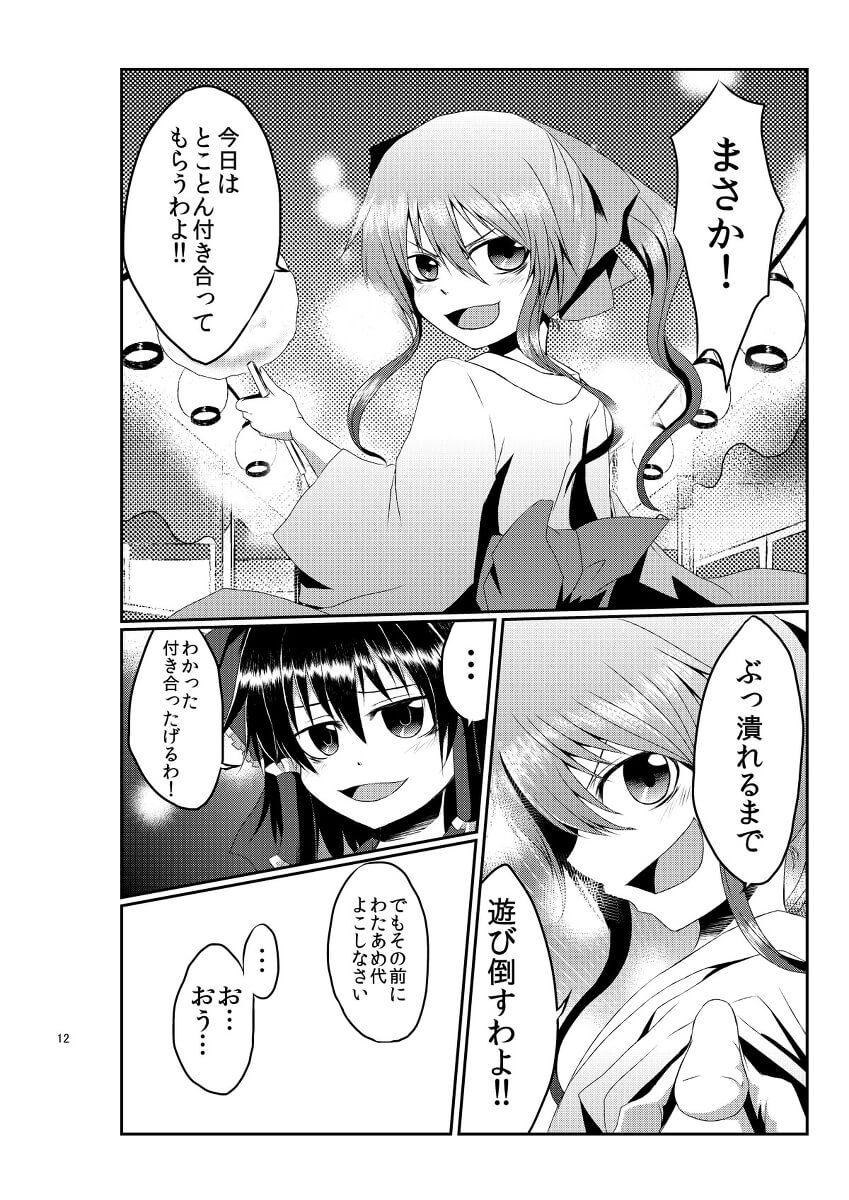 まさか！
今日は
とことん付き合って
もらうわよ!!
ぶっ潰れるまで
遊び倒すわよ!!
…
わかった
付き合ったげるわ！
でもその前に
わたあめ代
よこしなさい
…
お…
おう…
12